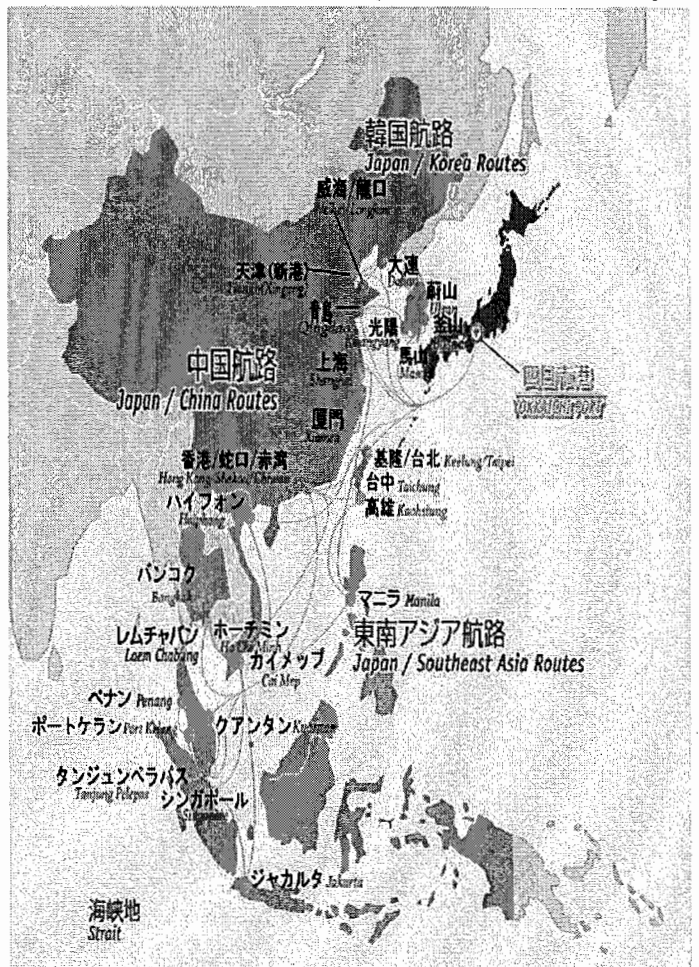 韓国航路
Japan / Korea Routes
威海/龍口
天津(新港)
Tianjin(Xingang)
大連
Dalian
蔚山
Ulsan
青島
Qingdao
光陽
Kwangyang
釜山
馬山
Masan
上海
Shanghai
中国航路
Japan / China Routes
四日市港
YOKKAICHI PORT
厦門
Xiamen
香港/蛇口/赤湾
Hong Kong-Shekou/Chiwan
基隆/台北 Keelung/Taipei
台中 Taichung
高雄 Kaohsiung
ハイフォン
Haiphong
バンコク
Bangkok
マニラ Manila
レムチャバン
Laem Chabang
ホーチミン
Ho Chi Minh
東南アジア航路
Japan / Southeast Asia Routes
カイメップ
Cai Mep
ペナン Penang
ポートケラン Port Kelang
クアンタン Kuantan
タンジュンペラパス
Tanjung Pelepas
シンガポール
Singapore
ジャカルタ Jakarta
海峡地
Strait